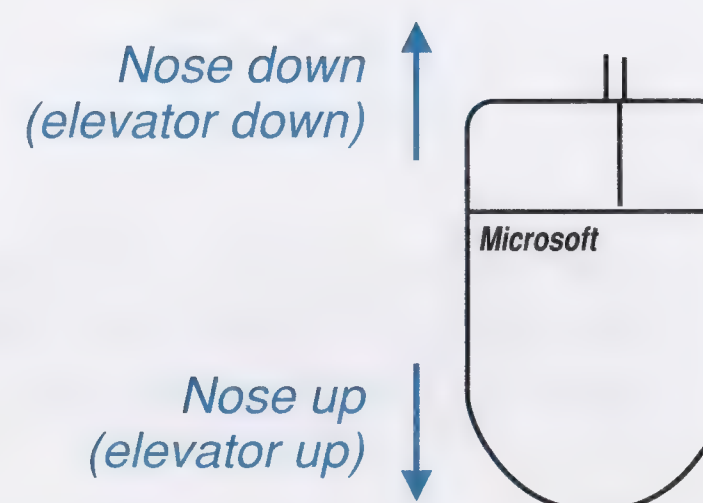 Nose down
(elevator down)
Microsoft
Nose up
(elevator up)